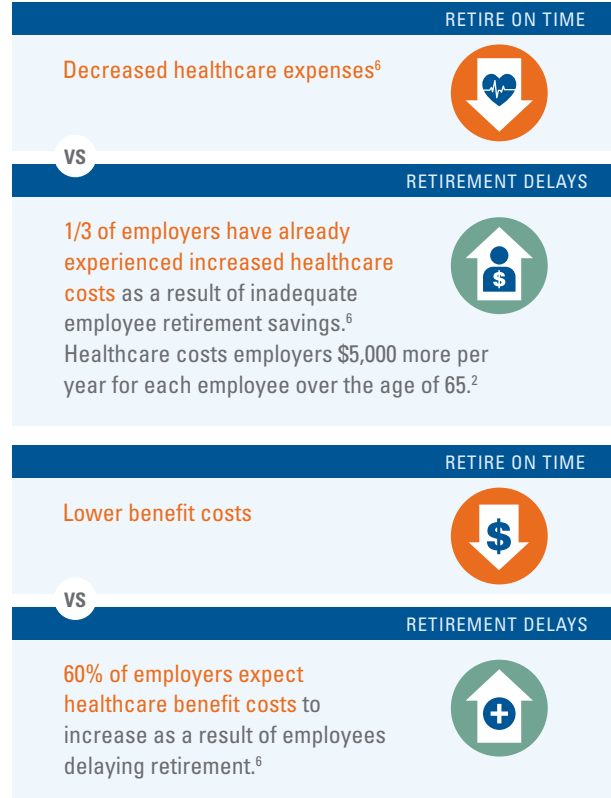 RETIRE ON TIME
Decreased healthcare expenses⁶
VS
RETIREMENT DELAYS
1/3 of employers have already
experienced increased healthcare
costs as a result of inadequate
employee retirement savings.⁶
$
Healthcare costs employers $5,000 more per
year for each employee over the age of 65.²
RETIRE ON TIME
Lower benefit costs
$
VS
RETIREMENT DELAYS
60% of employers expect
healthcare benefit costs to
increase as a result of employees
delaying retirement.⁶